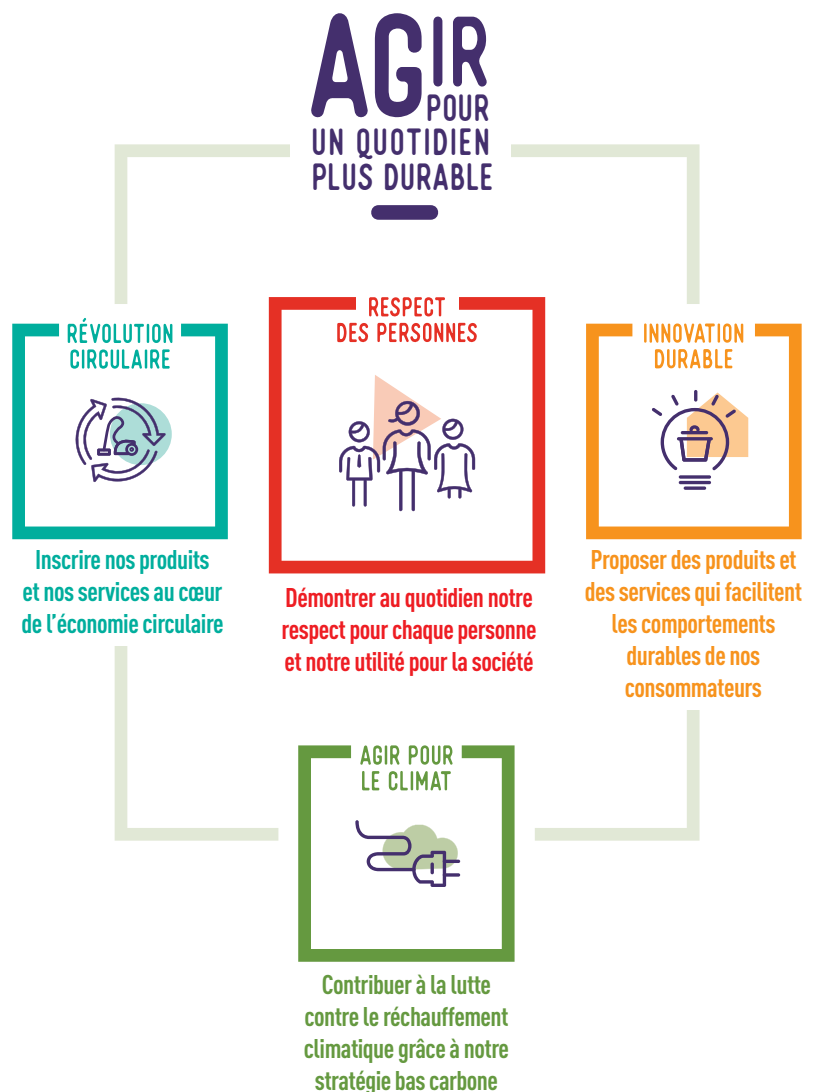 AGIR
POUR
UN QUOTIDIEN
PLUS DURABLE
RÉVOLUTION
CIRCULAIRE
Inscrire nos produits
et nos services au cœur
de l'économie circulaire
RESPECT
DES PERSONNES
Démontrer au quotidien notre
respect pour chaque personne
et notre utilité pour la société
INNOVATION
DURABLE
Proposer des produits et
des services qui facilitent
les comportements
durables de nos
consommateurs
AGIR POUR
LE CLIMAT
Contribuer à la lutte
contre le réchauffement
climatique grâce à notre
stratégie bas carbone